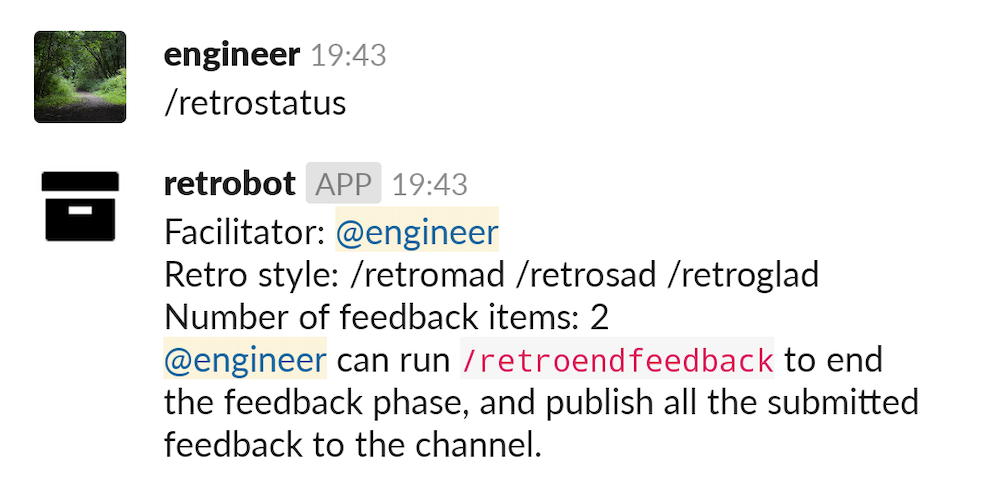 engineer 19:43
/retrostatus
retrobot APP 19:43
Facilitator: @engineer
Retro style: /retromad /retrosad /retroglad
Number of feedback items: 2
@engineer can run /retroendfeedback to end
the feedback phase, and publish all the submitted
feedback to the channel.